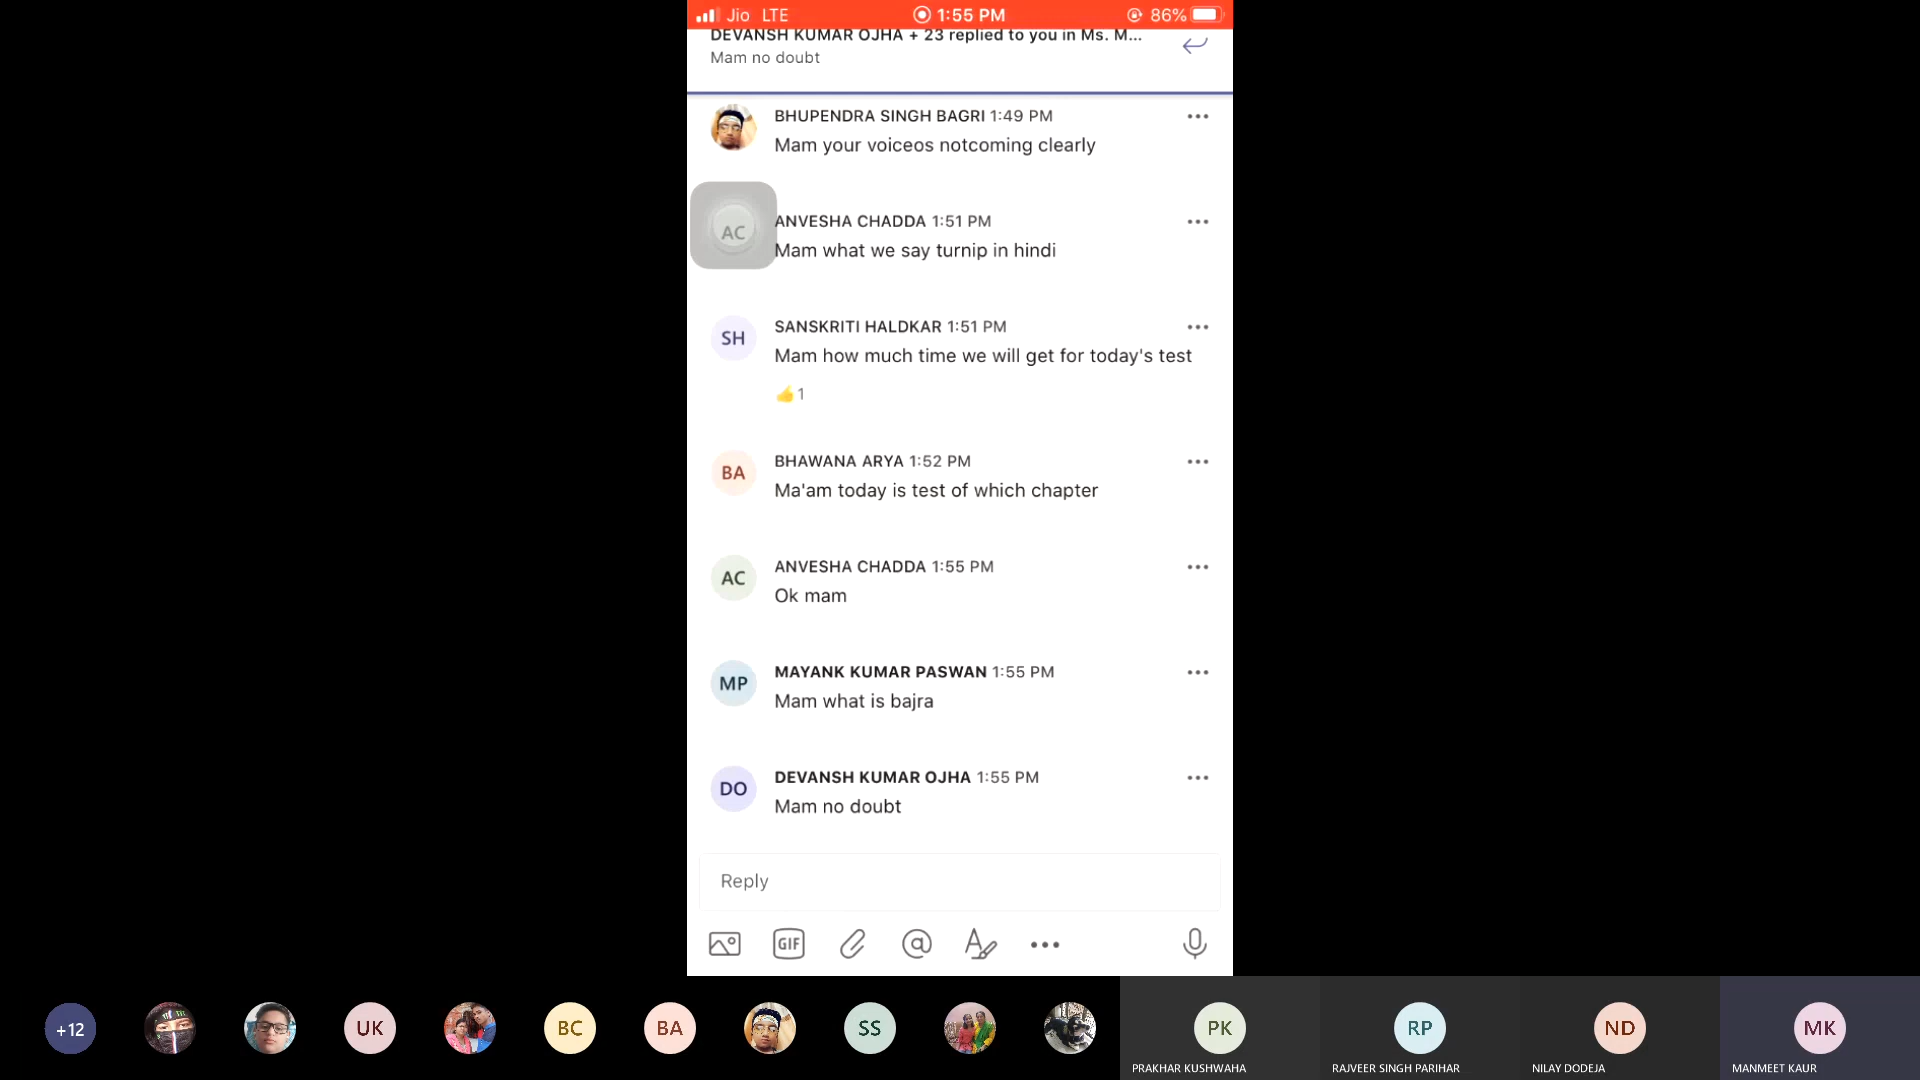 Jio LTE 1:55 PM 86%
DEVANSH KUMAR OJHA + 23 replied to you in Ms. M...
Mam no doubt
BHUPENDRA SINGH BAGRI 1:49 PM
Mam your voiceos notcoming clearly
AC
ANVESHA CHADDA 1:51 PM
Mam what we say turnip in hindi
SH
SANSKRITI HALDKAR 1:51 PM
Mam how much time we will get for today's test
👍 1
BA
BHAWANA ARYA 1:52 PM
Ma'am today is test of which chapter
AC
ANVESHA CHADDA 1:55 PM
Ok mam
MP
MAYANK KUMAR PASWAN 1:55 PM
Mam what is bajra
DO
DEVANSH KUMAR OJHA 1:55 PM
Mam no doubt
Reply
GIF
+12 UK BC BA SS PK RP ND MK
PRAKHAR KUSHWAHA RAJVEER SINGH PARIHAR NILAY DODEJA MANMEET KAUR